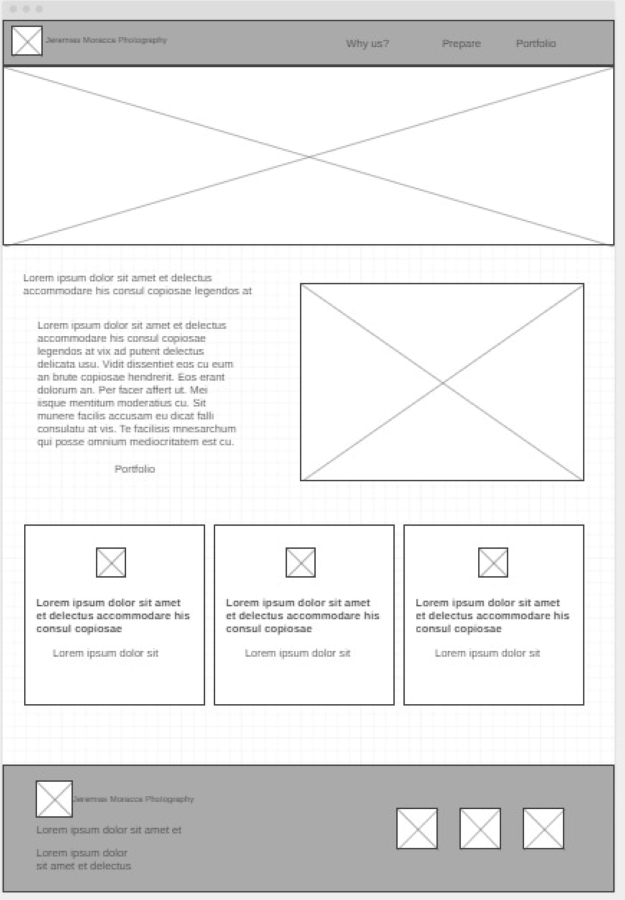 Jeremias Moracca Photography
Why us?
Prepare
Portfolio
Lorem ipsum dolor sit amet et delectus
accommodare his consul copiosae legendos at
Lorem ipsum dolor sit amet et delectus
accommodare his consul copiosae
legendos at vix ad putent delectus
delicata usu. Vidit dissentiet eos cu eum
an brute copiosae hendrerit. Eos erant
dolorum an. Per facer affert ut. Mei
iisque mentitum moderatius cu. Sit
munere facilis accusam eu dicat falli
consulatu at vis. Te facilisis mnesarchum
qui posse omnium mediocritatem est cu.
Portfolio
Lorem ipsum dolor sit amet
et delectus accommodare his
consul copiosae
Lorem ipsum dolor sit
Lorem ipsum dolor sit amet
et delectus accommodare his
consul copiosae
Lorem ipsum dolor sit
Lorem ipsum dolor sit amet
et delectus accommodare his
consul copiosae
Lorem ipsum dolor sit
Jeremias Moracca Photography
Lorem ipsum dolor sit amet et
Lorem ipsum dolor
sit amet et delectus